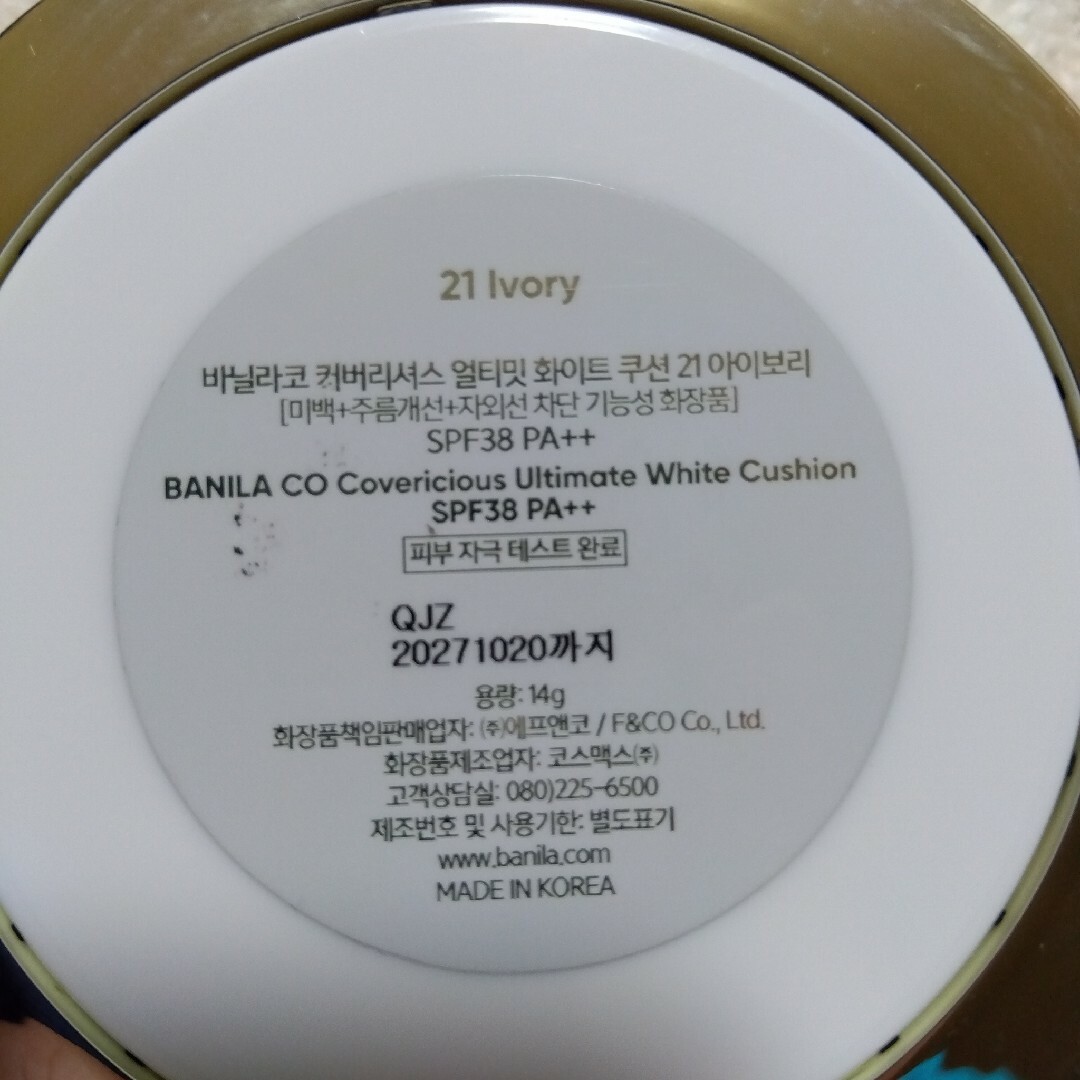 21 Ivory
바닐라코 커버리셔스 얼티밋 화이트 쿠션 21 아이보리
[미백+주름개선+자외선 차단 기능성 화장품]
SPF38 PA++
BANILA CO Covericious Ultimate White Cushion
SPF38 PA++
피부 자극 테스트 완료
QJZ
20271020까지
용량: 14g
화장품책임판매업자: ㈜에프앤코 / F&CO Co., Ltd.
화장품제조업자: 코스맥스㈜
고객상담실: 080)225-6500
제조번호 및 사용기한: 별도표기
www.banila.com
MADE IN KOREA